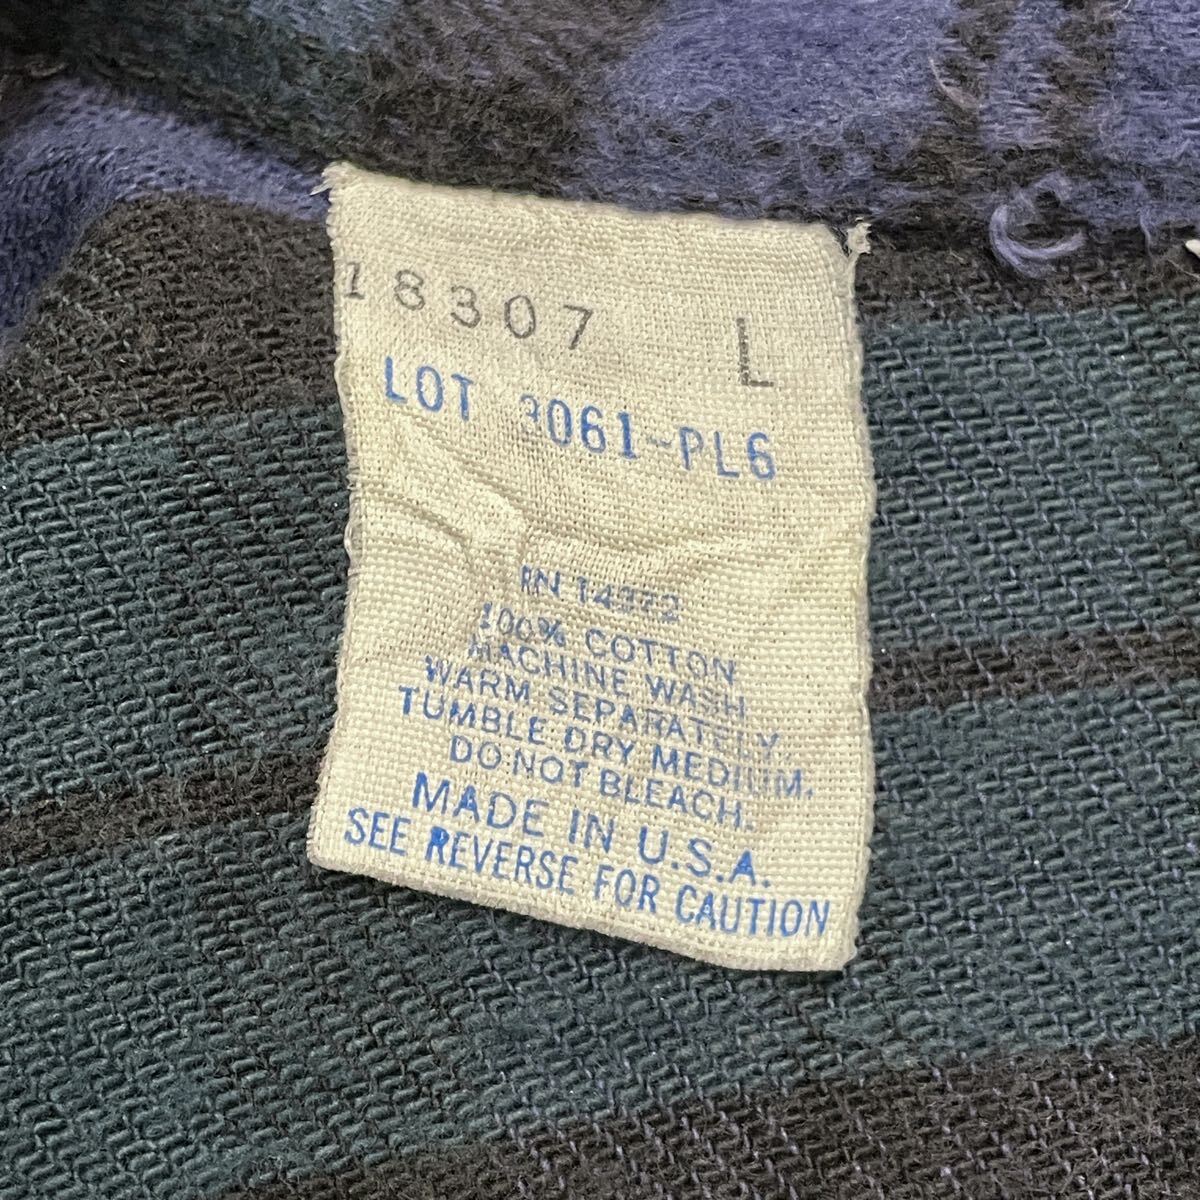 18307 L
LOT 3061-PL6
RN 14972
100% COTTON
MACHINE WASH
WARM SEPARATELY.
TUMBLE DRY MEDIUM.
DO NOT BLEACH.
MADE IN U.S.A.
SEE REVERSE FOR CAUTION